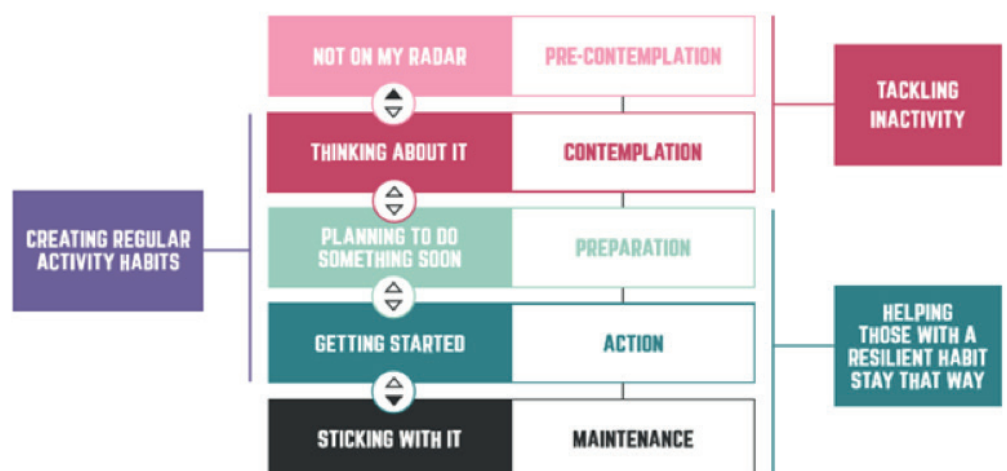 NOT ON MY RADAR
PRE-CONTEMPLATION
TACKLING
INACTIVITY
THINKING ABOUT IT
CONTEMPLATION
CREATING REGULAR
ACTIVITY HABITS
PLANNING TO DO
SOMETHING SOON
PREPARATION
GETTING STARTED
ACTION
HELPING
THOSE WITH A
RESILIENT HABIT
STAY THAT WAY
STICKING WITH IT
MAINTENANCE